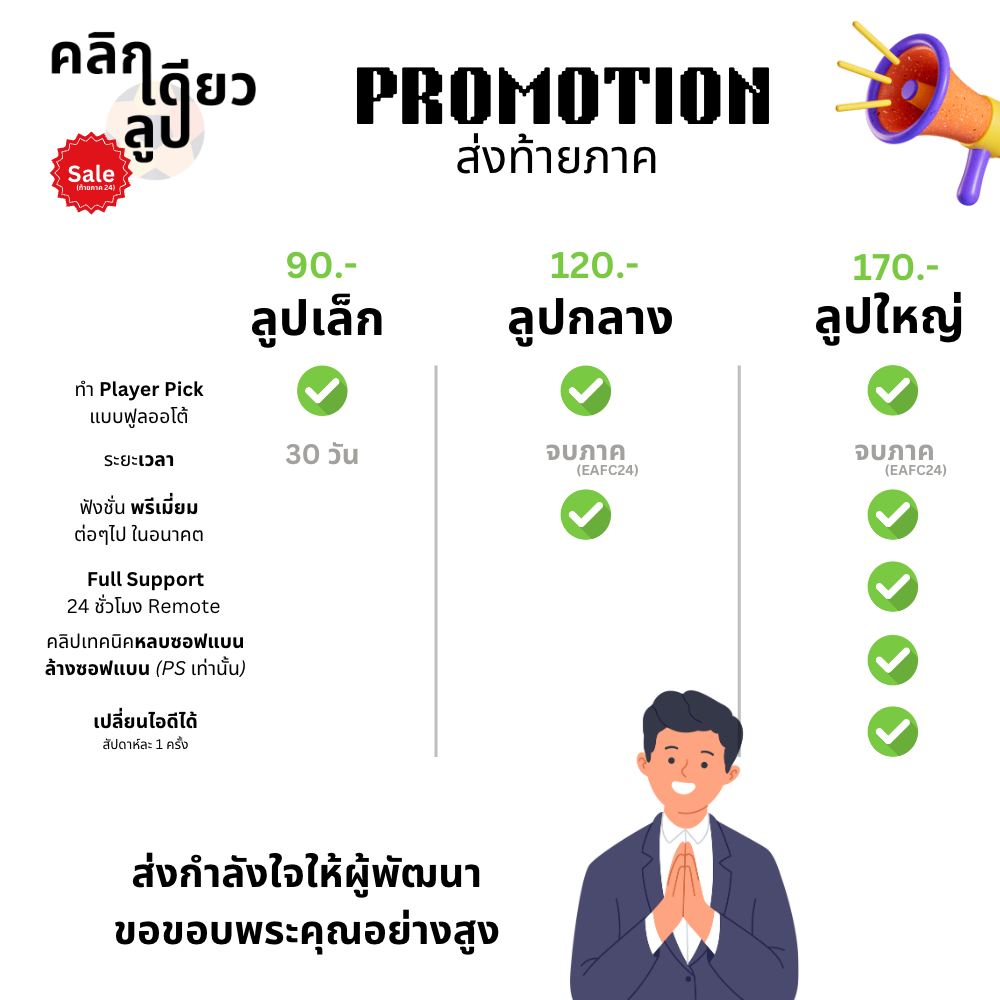 คลิก
เดียว
ลูป
Sale
(ท้ายภาค 24)
PROMOTION
ส่งท้ายภาค
90.-
120.-
170.-
ลูปเล็ก
ลูปกลาง
ลูปใหญ่
ทำ Player Pick
แบบฟูลออโต้
ระยะเวลา
30 วัน
จบภาค
(EAFC24)
จบภาค
(EAFC24)
ฟังชั่น พรีเมี่ยม
ต่อๆไป ในอนาคต
Full Support
24 ชั่วโมง Remote
คลิปเทคนิคหลบซอฟแบน
ล้างซอฟแบน (PS เท่านั้น)
เปลี่ยนไอดีได้
สัปดาห์ละ 1 ครั้ง
ส่งกำลังใจให้ผู้พัฒนา
ขอขอบพระคุณอย่างสูง